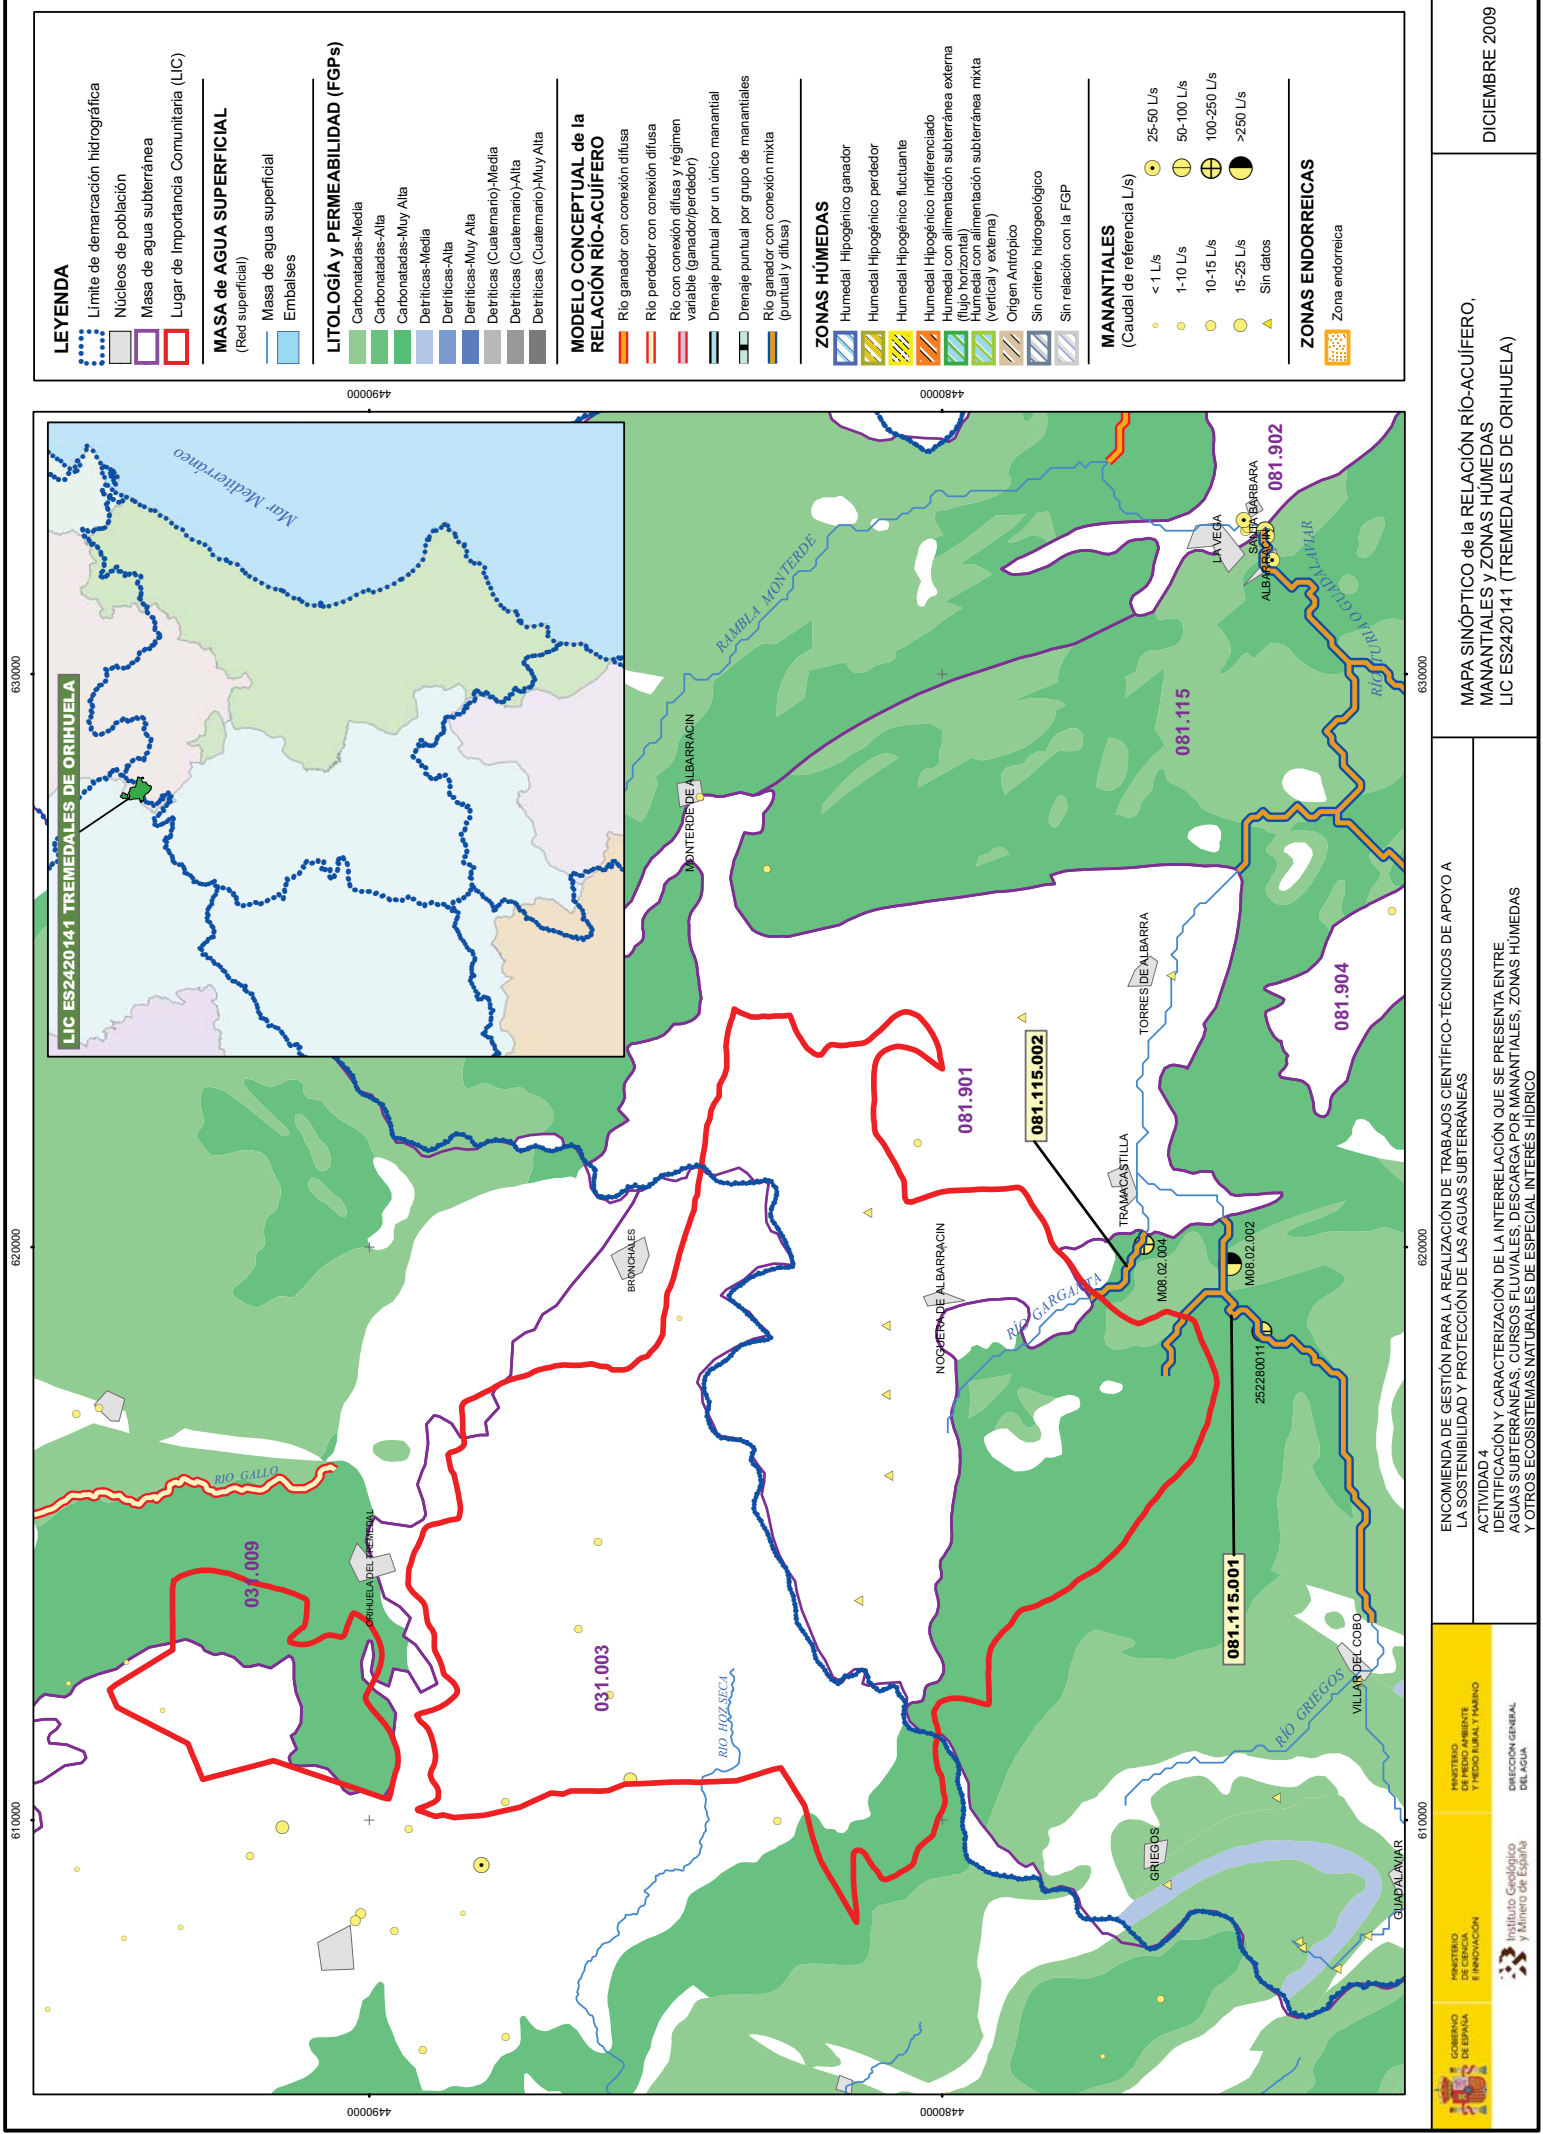 LEYENDA
Límite de demarcación hidrográfica
Núcleos de población
Masa de agua subterránea
Lugar de Importancia Comunitaria (LIC)
MASA de AGUA SUPERFICIAL
(Red superficial)
Masa de agua superficial
Embalses
LITOLOGÍA y PERMEABILIDAD (FGPs)
Carbonatadas-Media
Carbonatadas-Alta
Carbonatadas-Muy Alta
Detríticas-Media
Detríticas-Alta
Detríticas-Muy Alta
Detríticas (Cuaternario)-Media
Detríticas (Cuaternario)-Alta
Detríticas (Cuaternario)-Muy Alta
MODELO CONCEPTUAL de la
RELACIÓN RÍO-ACUÍFERO
Río ganador con conexión difusa
Río perdedor con conexión difusa
Río con conexión difusa y régimen
variable (ganador/perdedor)
Drenaje puntual por un único manantial
Drenaje puntual por grupo de manantiales
Río ganador con conexión mixta
(puntual y difusa)
ZONAS HÚMEDAS
Humedal Hipogénico ganador
Humedal Hipogénico perdedor
Humedal Hipogénico fluctuante
Humedal Hipogénico indiferenciado
Humedal con alimentación subterránea externa
(flujo horizontal)
Humedal con alimentación subterránea mixta
(vertical y externa)
Origen Antrópico
Sin criterio hidrogeológico
Sin relación con la FGP
MANANTIALES
(Caudal de referencia L/s)
< 1 L/s
1-10 L/s
10-15 L/s
15-25 L/s
Sin datos
25-50 L/s
50-100 L/s
100-250 L/s
>250 L/s
ZONAS ENDORREICAS
Zona endorreica
610000
620000
630000
4490000
4480000
LIC ES2420141 TREMEDALES DE ORIHUELA
Mar Mediterráneo
RIO GALLO
031.009
ORIHUELA DEL TREMEDAL
BRONCHALES
031.003
RIO HOZ SECA
MONTERDE DE ALBARRACIN
RAMBLA MONTERDE
081.901
NOGUERA DE ALBARRACIN
RÍO GARGANTA
081.115.002
TRAMACASTILLA
TORRES DE ALBARRA
M08.02.004
M08.02.002
252280011
081.115.001
VILLAR DEL COBO
RÍO GRIEGOS
GRIEGOS
GUADALAVIAR
081.904
081.115
LA VEGA
SANTA BARBARA
ALBARRACIN
RÍO TURIA O GUADALAVIAR
081.902
610000
620000
630000
4490000
4480000
GOBIERNO
DE ESPAÑA
MINISTERIO
DE CIENCIA
E INNOVACIÓN
MINISTERIO
DE MEDIO AMBIENTE
Y MEDIO RURAL Y MARINO
Instituto Geológico
y Minero de España
DIRECCIÓN GENERAL
DEL AGUA
ENCOMIENDA DE GESTIÓN PARA LA REALIZACIÓN DE TRABAJOS CIENTÍFICO-TÉCNICOS DE APOYO A
LA SOSTENIBILIDAD Y PROTECCIÓN DE LAS AGUAS SUBTERRÁNEAS
ACTIVIDAD 4
IDENTIFICACIÓN Y CARACTERIZACIÓN DE LA INTERRELACIÓN QUE SE PRESENTA ENTRE
AGUAS SUBTERRÁNEAS, CURSOS FLUVIALES, DESCARGA POR MANANTIALES, ZONAS HÚMEDAS
Y OTROS ECOSISTEMAS NATURALES DE ESPECIAL INTERÉS HÍDRICO
MAPA SINÓPTICO de la RELACIÓN RÍO-ACUÍFERO,
MANANTIALES y ZONAS HÚMEDAS
LIC ES2420141 (TREMEDALES DE ORIHUELA)
DICIEMBRE 2009